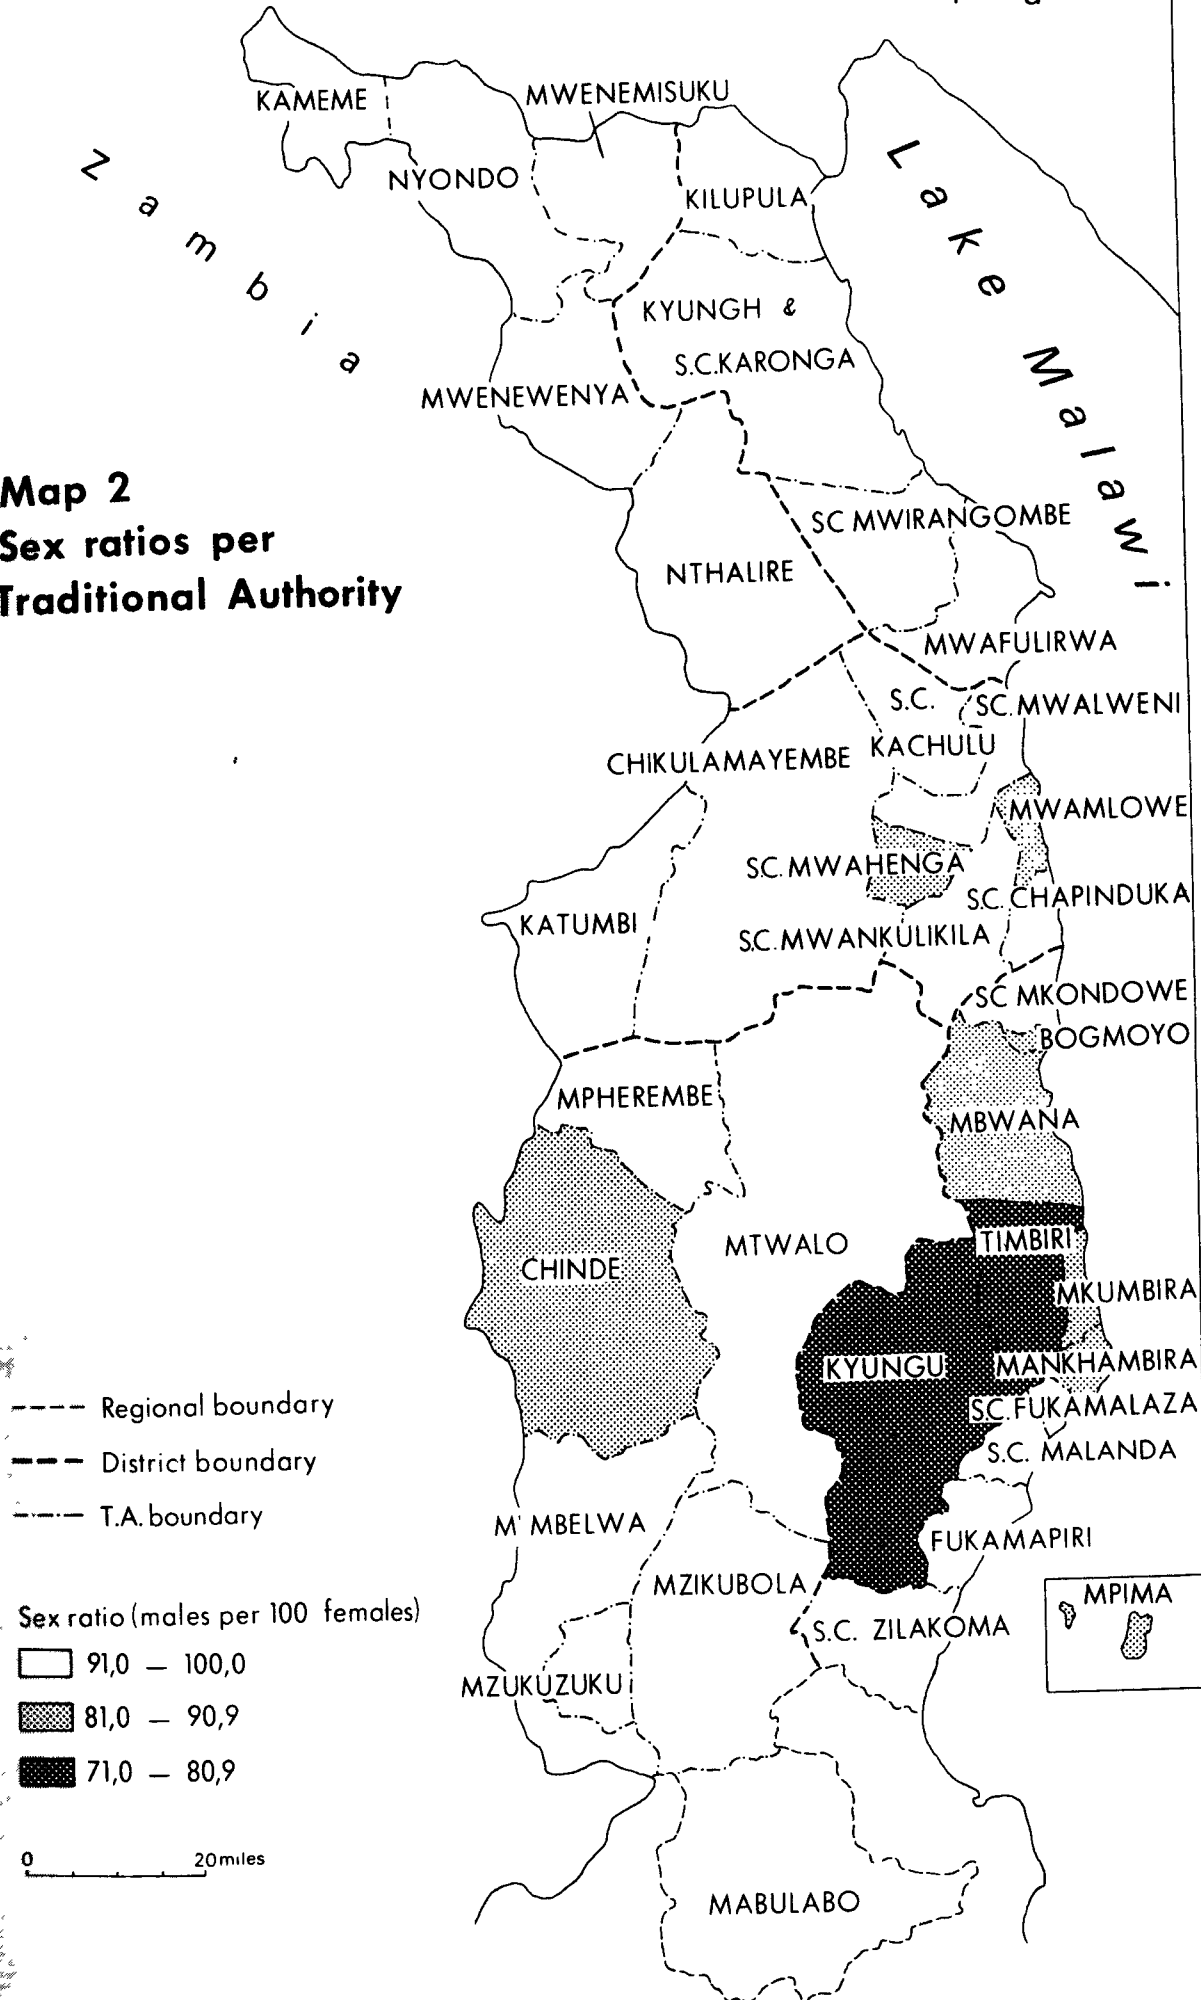 KAMEME
MWENEMISUKU
NYONDO
KILUPULA
Zambia
Lake Malawi
KYUNGH &
S.C.KARONGA
MWENEWENYA
Map 2
Sex ratios per
Traditional Authority
SC MWIRANGOMBE
NTHALIRE
MWAFULIRWA
S.C.
KACHULU
SC.MWALWENI
CHIKULAMAYEMBE
MWAMLOWE
S.C.MWAHENGA
S.C.CHAPINDUKA
KATUMBI
S.C.MWANKULIKILA
SC MKONDOWE
BOGMOYO
MPHEREMBE
MBWANA
MTWALO
TIMBIRI
CHINDE
MKUMBIRA
KYUNGU
MANKHAMBIRA
S.C.FUKAMALAZA
S.C. MALANDA
Regional boundary
District boundary
T.A. boundary
M'MBELWA
FUKAMAPIRI
MZIKUBOLA
MPIMA
S.C. ZILAKOMA
MZUKUZUKU
Sex ratio (males per 100 females)
91,0 — 100,0
81,0 — 90,9
71,0 — 80,9
0 20 miles
MABULABO